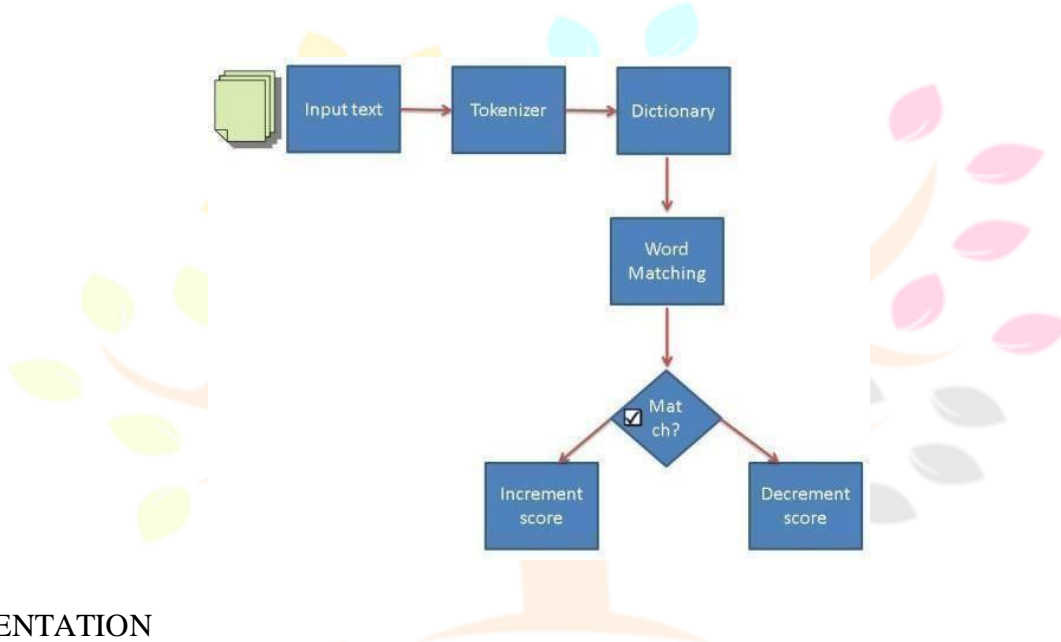 Input text
Tokenizer
Dictionary
Word
Matching
Mat
ch?
Increment
score
Decrement
score
ENTATION